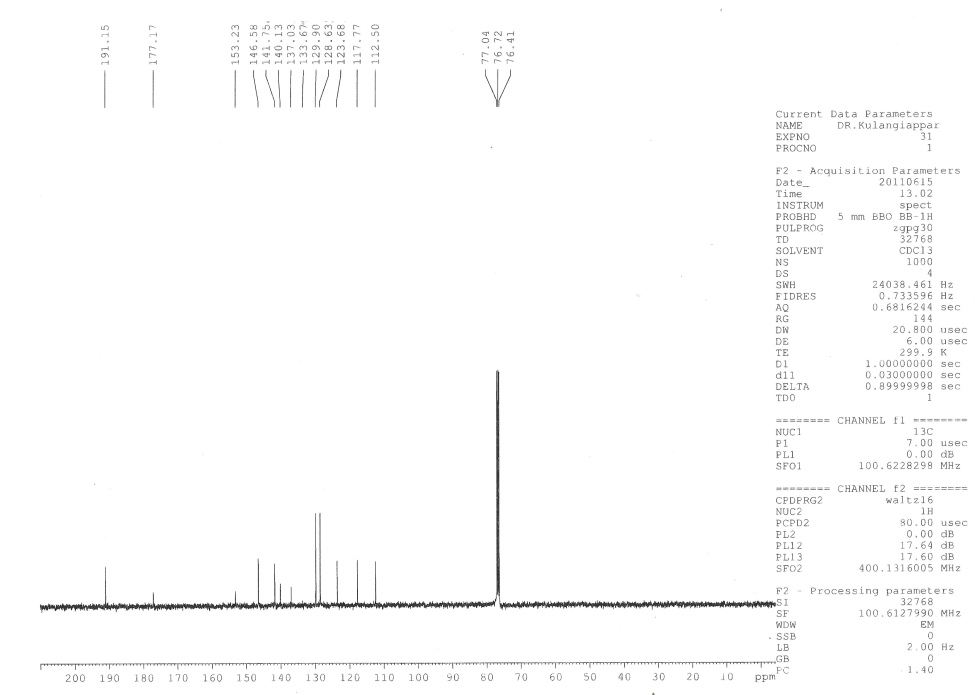 191.15
177.17
153.23
146.58
141.75
140.13
137.03
133.67
129.90
128.63
123.68
117.77
112.50
77.04
76.72
76.41
Current Data Parameters
NAME DR.Kulangiappar
EXPNO 31
PROCNO 1
F2 - Acquisition Parameters
Date_ 20110615
Time 13.02
INSTRUM spect
PROBHD 5 mm BBO BB-1H
PULPROG zgpg30
TD 32768
SOLVENT CDCl3
NS 1000
DS 4
SWH 24038.461 Hz
FIDRES 0.733596 Hz
AQ 0.6816244 sec
RG 144
DW 20.800 usec
DE 6.00 usec
TE 299.9 K
D1 1.00000000 sec
d11 0.03000000 sec
DELTA 0.89999998 sec
TD0 1
======== CHANNEL f1 ========
NUC1 13C
P1 7.00 usec
PL1 0.00 dB
SFO1 100.6228298 MHz
======== CHANNEL f2 ========
CPDPRG2 waltz16
NUC2 1H
PCPD2 80.00 usec
PL2 0.00 dB
PL12 17.64 dB
PL13 17.60 dB
SFO2 400.1316005 MHz
F2 - Processing parameters
SI 32768
SF 100.6127990 MHz
WDW EM
SSB 0
LB 2.00 Hz
GB 0
PC 1.40
200 190 180 170 160 150 140 130 120 110 100 90 80 70 60 50 40 30 20 10 ppm